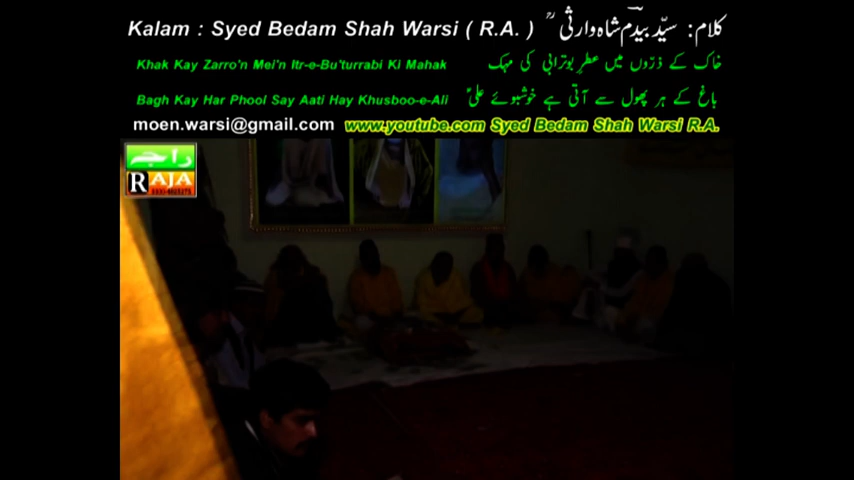 Kalam : Syed Bedam Shah Warsi ( R.A. ) کلام: سیّد بیدم شاہ وارثی ؒ
Khak Kay Zarro'n Mei'n Itr-e-Bu'turrabi Ki Mahak خاک کے ذرّوں میں عطرِ بوترابی کی مہک
Bagh Kay Har Phool Say Aati Hay Khusboo-e-Ali باغ کے ہر پھول سے آتی ہے خوشبوئے علیؑ
moen.warsi@gmail.com www.youtube.com Syed Bedam Shah Warsi R.A.
راجہ
RAJA